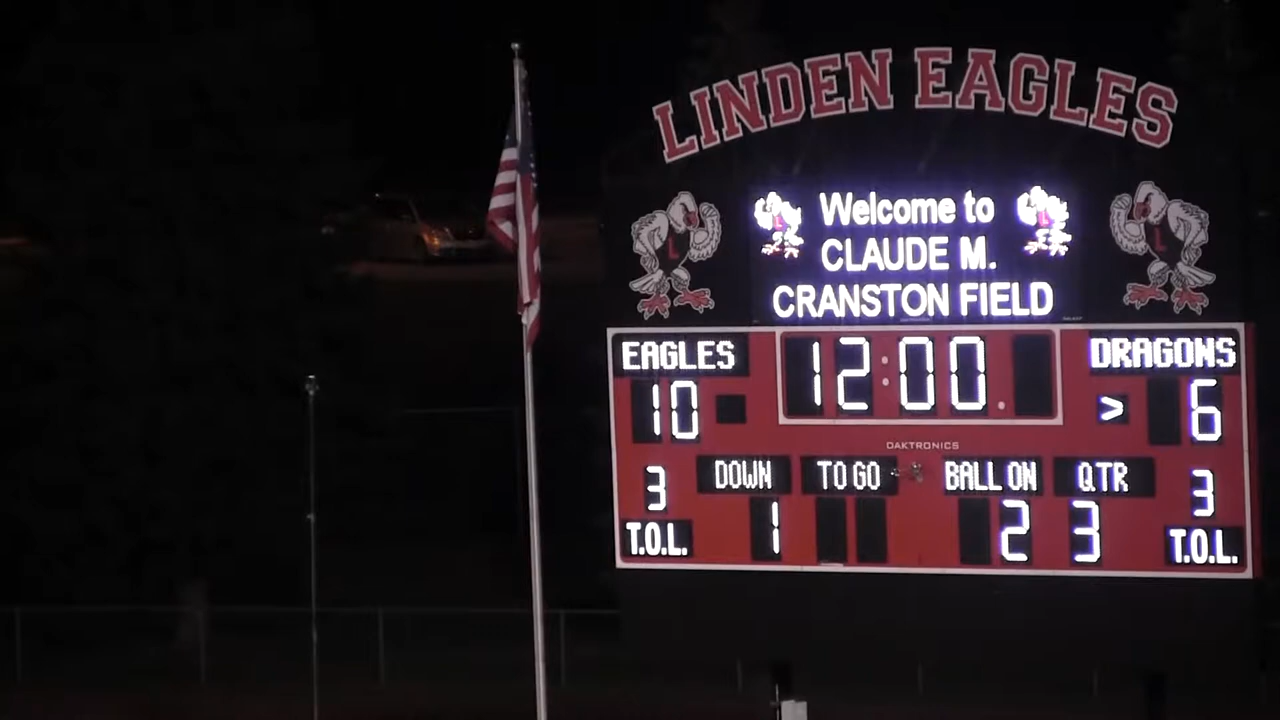 LINDEN EAGLES
Welcome to
CLAUDE M.
CRANSTON FIELD
EAGLES 12:00. DRAGONS
10 > 6
DAKTRONICS
3 DOWN TO GO BALL ON QTR 3
T.O.L. 1 2 3 T.O.L.